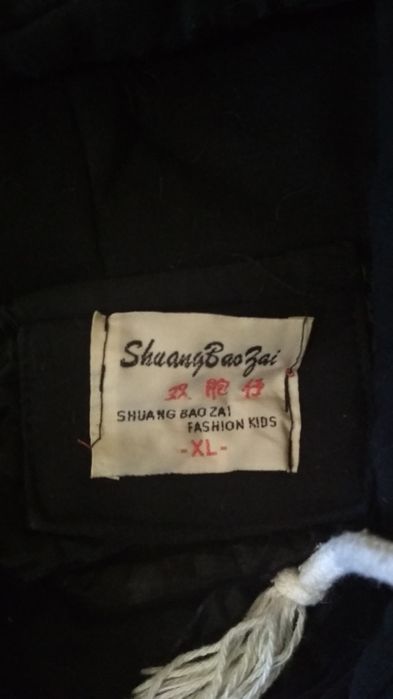 ShuangBaoZai
双胞仔
SHUANG BAO ZAI
FASHION KIDS
-XL-